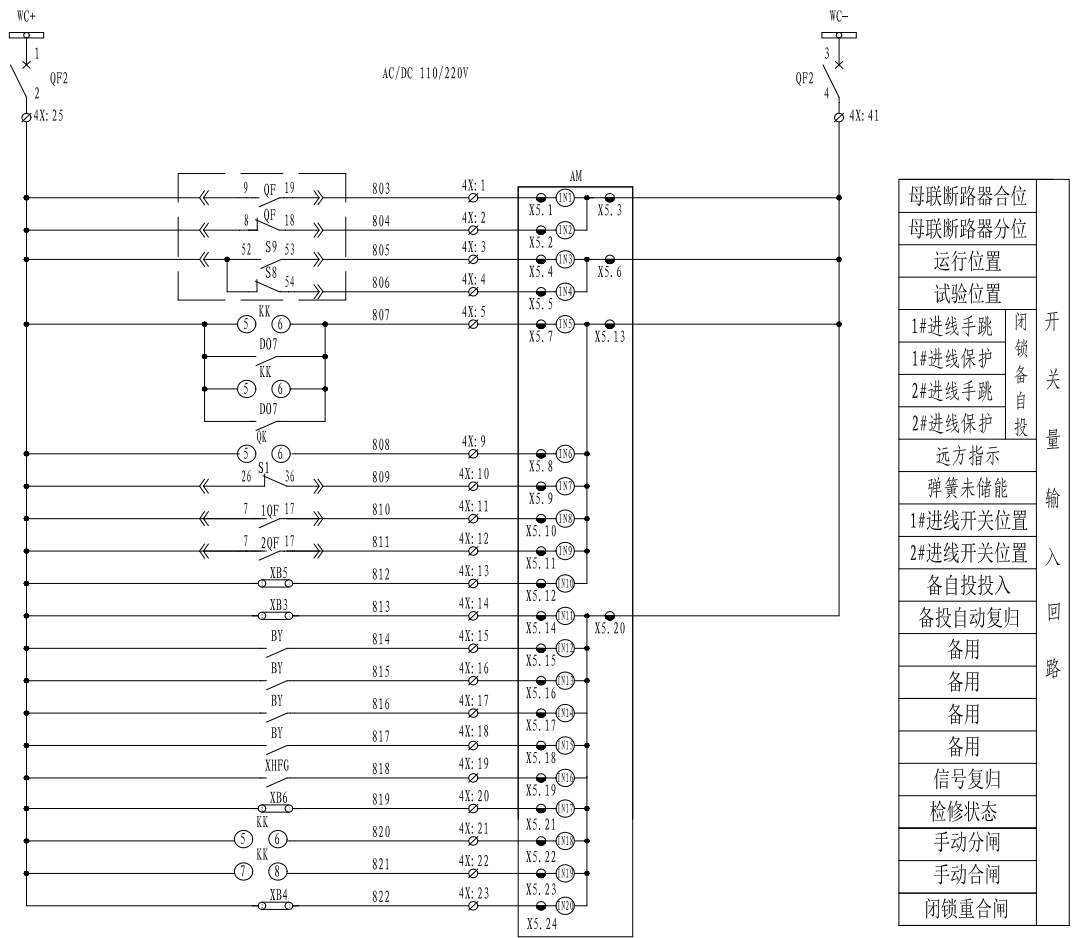 WC+
WC-
1
QF2
2
4X:25
AC/DC 110/220V
3
QF2
4
4X:41
AM
9 QF 19 803 4X:1 X5.1 IN1 X5.3
8 QF 18 804 4X:2 X5.2 IN2
52 S9 53 805 4X:3 X5.4 IN3 X5.6
S8 54 806 4X:4 X5.5 IN4
KK 5 6 807 4X:5 X5.7 IN5 X5.13
DO7
KK
5 6
DO7
QK 5 6 808 4X:9 X5.8 IN6
26 S1 36 809 4X:10 X5.9 IN7
7 1QF 17 810 4X:11 X5.10 IN8
7 2QF 17 811 4X:12 X5.11 IN9
XB5 812 4X:13 X5.12 IN10
XB3 813 4X:14 X5.14 IN11 X5.20
BY 814 4X:15 X5.15 IN12
BY 815 4X:16 X5.16 IN13
BY 816 4X:17 X5.17 IN14
BY 817 4X:18 X5.18 IN15
XHFG 818 4X:19 X5.19 IN16
XB6 819 4X:20 X5.21 IN17
KK 5 6 820 4X:21 X5.22 IN18
KK 7 8 821 4X:22 X5.23 IN19
XB4 822 4X:23 X5.24 IN20
母联断路器合位
母联断路器分位
运行位置
试验位置
1#进线手跳
1#进线保护
2#进线手跳
2#进线保护
闭锁备自投
远方指示
弹簧未储能
1#进线开关位置
2#进线开关位置
备自投投入
备投自动复归
备用
备用
备用
备用
信号复归
检修状态
手动分闸
手动合闸
闭锁重合闸
开关量输入回路